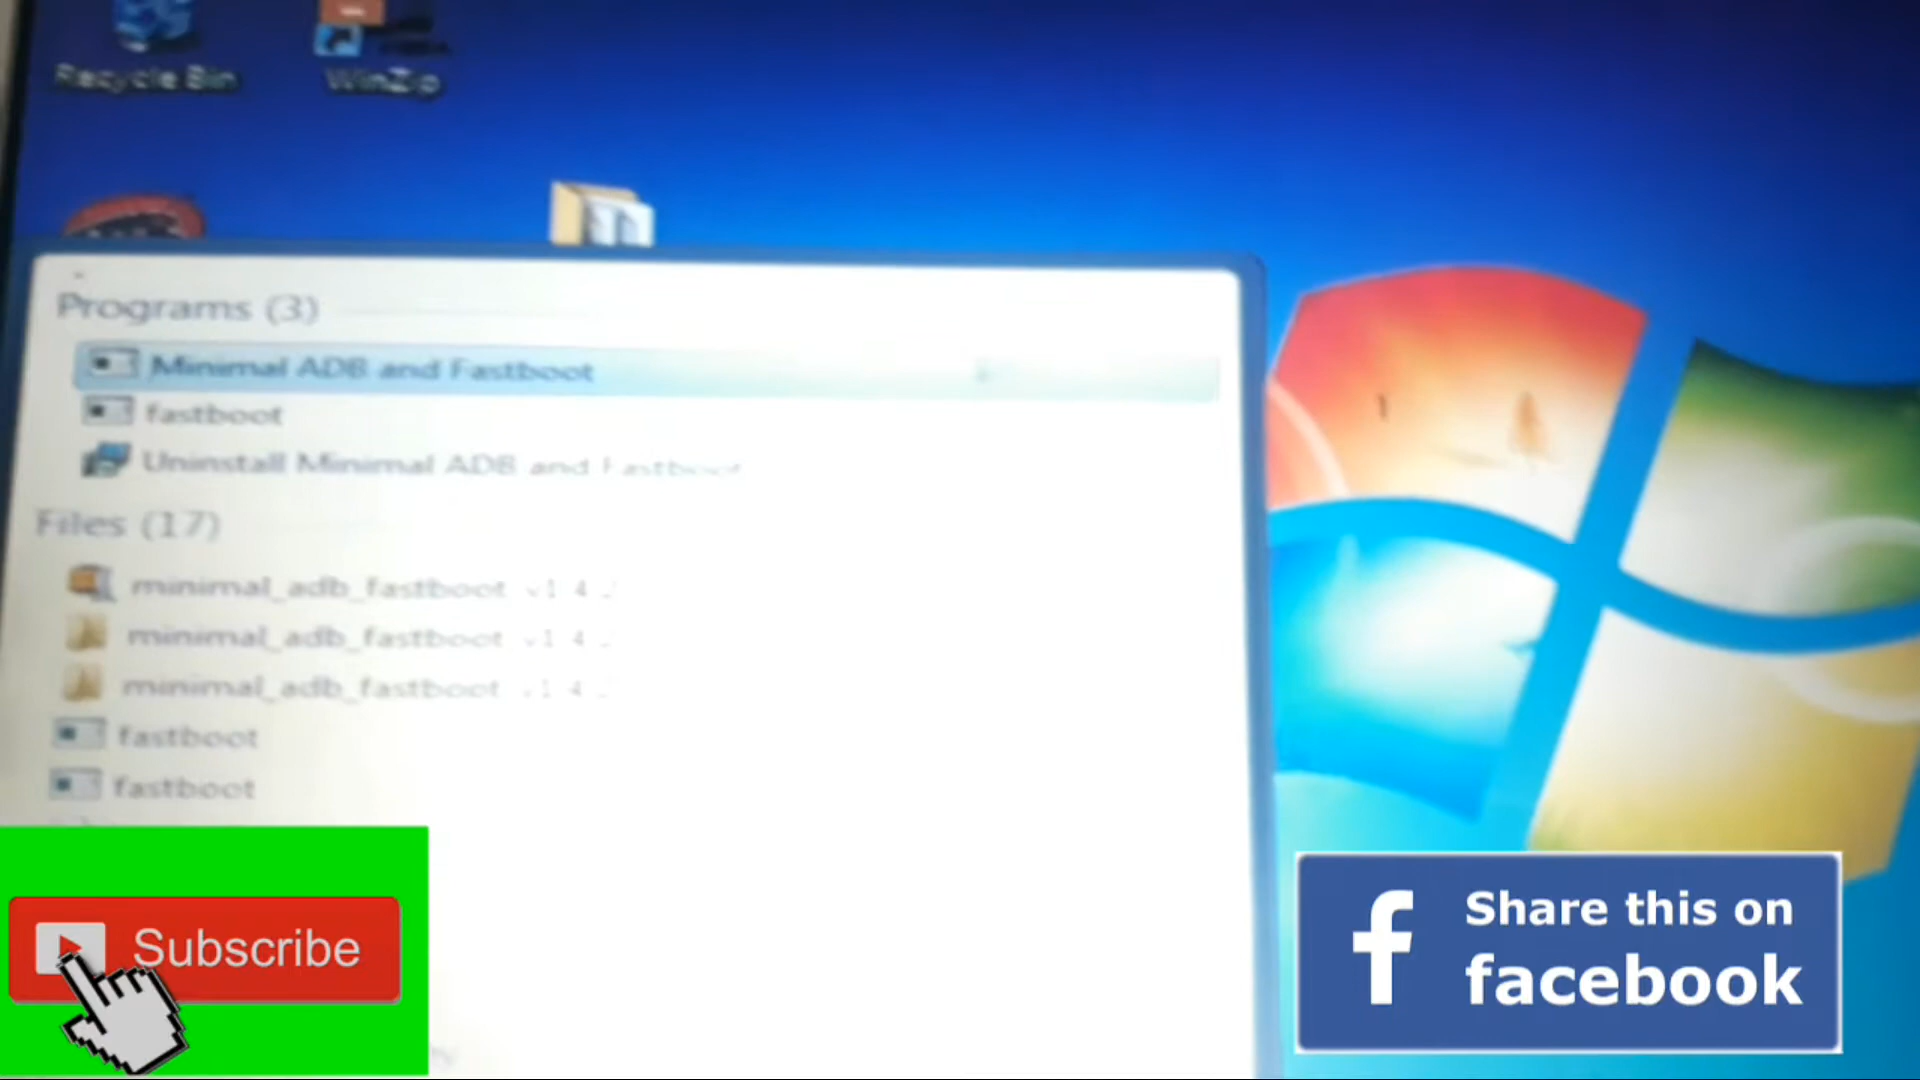 Recycle Bin
WinZip
Programs (3)
Minimal ADB and Fastboot
fastboot
Uninstall Minimal ADB and Fastboot
Files (17)
minimal_adb_fastboot v1 4
minimal_adb_fastboot v1 4
minimal_adb_fastboot v1 4
fastboot
fastboot
Subscribe
Share this on
facebook